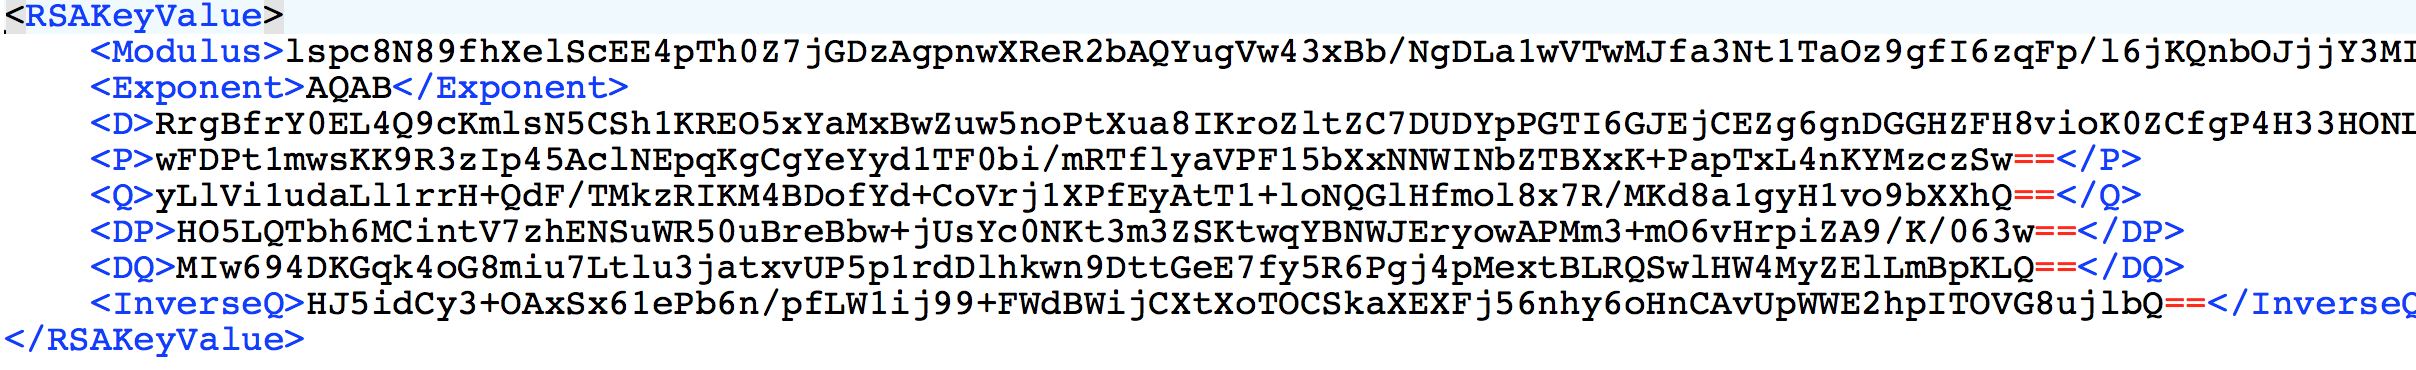 <RSAKeyValue>
<Modulus>lspc8N89fhXelScEE4pTh0Z7jGDzAgpnwXReR2bAQYugVw43xBb/NgDLa1wVTwMJfa3Nt1TaOz9gfI6zqFp/l6jKQnbOJjjY3MI
<Exponent>AQAB</Exponent>
<D>RrgBfrY0EL4Q9cKmlsN5CSh1KREO5xYaMxBwZuw5noPtXua8IKroZltZC7DUDYpPGTI6GJEjCEZg6gnDGGHZFH8vioK0ZCfgP4H33HONL
<P>wFDPt1mwsKK9R3zIp45AclNEpqKgCgYeYyd1TF0bi/mRTflyaVPF15bXxNNWINbZTBXxK+PapTxL4nKYMzczSw==</P>
<Q>yLlVi1udaLl1rrH+QdF/TMkzRIKM4BDofYd+CoVrj1XPfEyAtT1+loNQGlHfmol8x7R/MKd8a1gyH1vo9bXXhQ==</Q>
<DP>HO5LQTbh6MCintV7zhENSuWR50uBreBbw+jUsYc0NKt3m3ZSKtwqYBNWJEryowAPMm3+mO6vHrpiZA9/K/063w==</DP>
<DQ>MIw694DKGqk4oG8miu7Ltlu3jatxvUP5p1rdDlhkwn9DttGeE7fy5R6Pgj4pMextBLRQSwlHW4MyZElLmBpKLQ==</DQ>
<InverseQ>HJ5idCy3+OAxSx61ePb6n/pfLW1ij99+FWdBWijCXtXoTOCSkaXEXFj56nhy6oHnCAvUpWWE2hpITOVG8ujlbQ==</InverseQ
</RSAKeyValue>